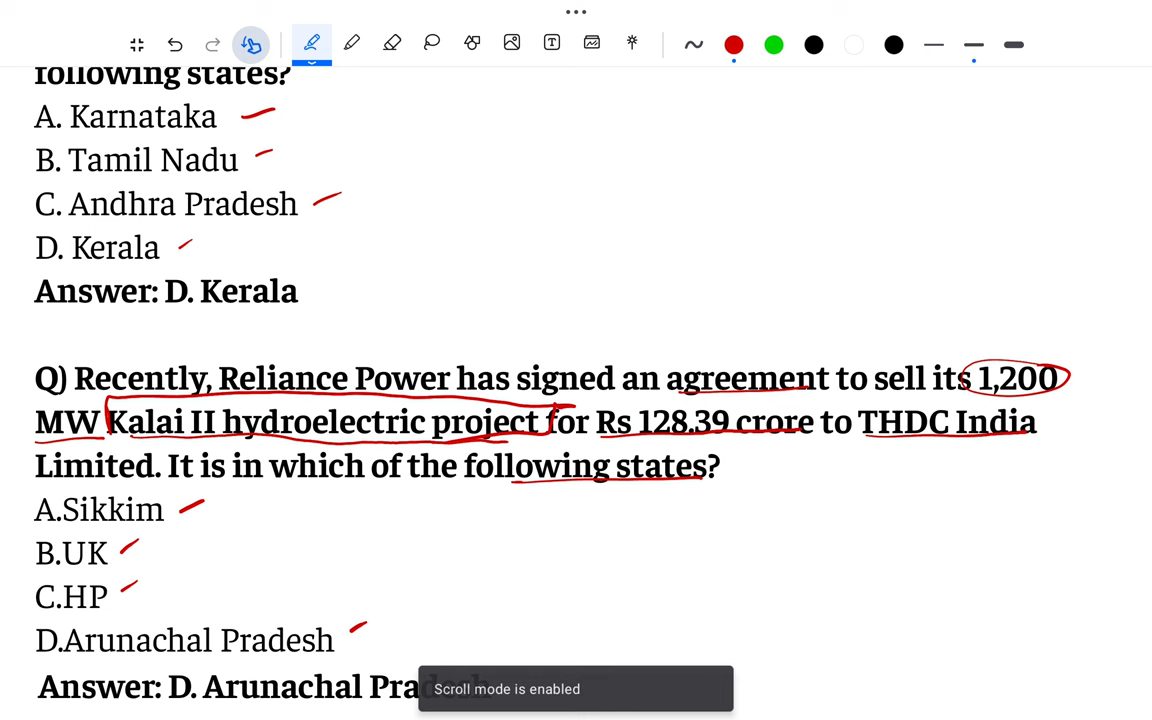 following states?
A. Karnataka
B. Tamil Nadu
C. Andhra Pradesh
D. Kerala
Answer: D. Kerala
Q) Recently, Reliance Power has signed an agreement to sell its 1,200
MW Kalai II hydroelectric project for Rs 128.39 crore to THDC India
Limited. It is in which of the following states?
A.Sikkim
B.UK
C.HP
D.Arunachal Pradesh
Answer: D. Arunachal Pradesh
Scroll mode is enabled